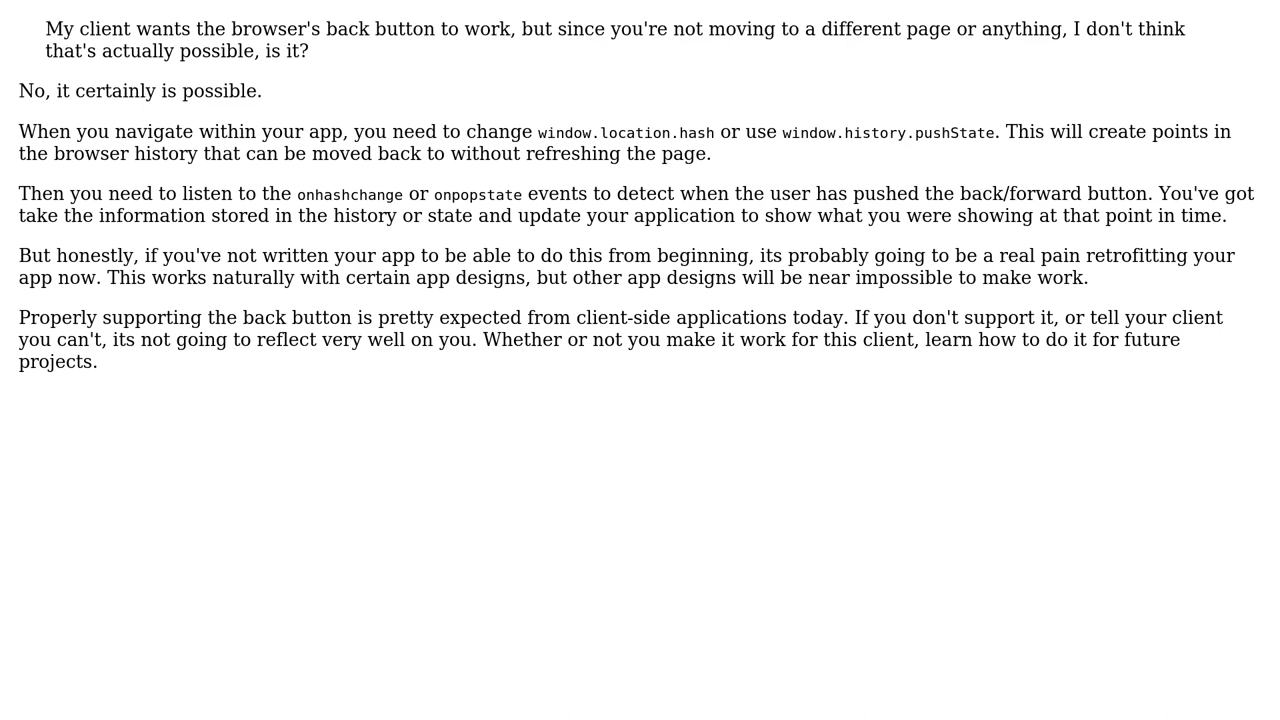 My client wants the browser's back button to work, but since you're not moving to a different page or anything, I don't think
that's actually possible, is it?
No, it certainly is possible.
When you navigate within your app, you need to change window.location.hash or use window.history.pushState. This will create points in
the browser history that can be moved back to without refreshing the page.
Then you need to listen to the onhashchange or onpopstate events to detect when the user has pushed the back/forward button. You've got
take the information stored in the history or state and update your application to show what you were showing at that point in time.
But honestly, if you've not written your app to be able to do this from beginning, its probably going to be a real pain retrofitting your
app now. This works naturally with certain app designs, but other app designs will be near impossible to make work.
Properly supporting the back button is pretty expected from client-side applications today. If you don't support it, or tell your client
you can't, its not going to reflect very well on you. Whether or not you make it work for this client, learn how to do it for future
projects.